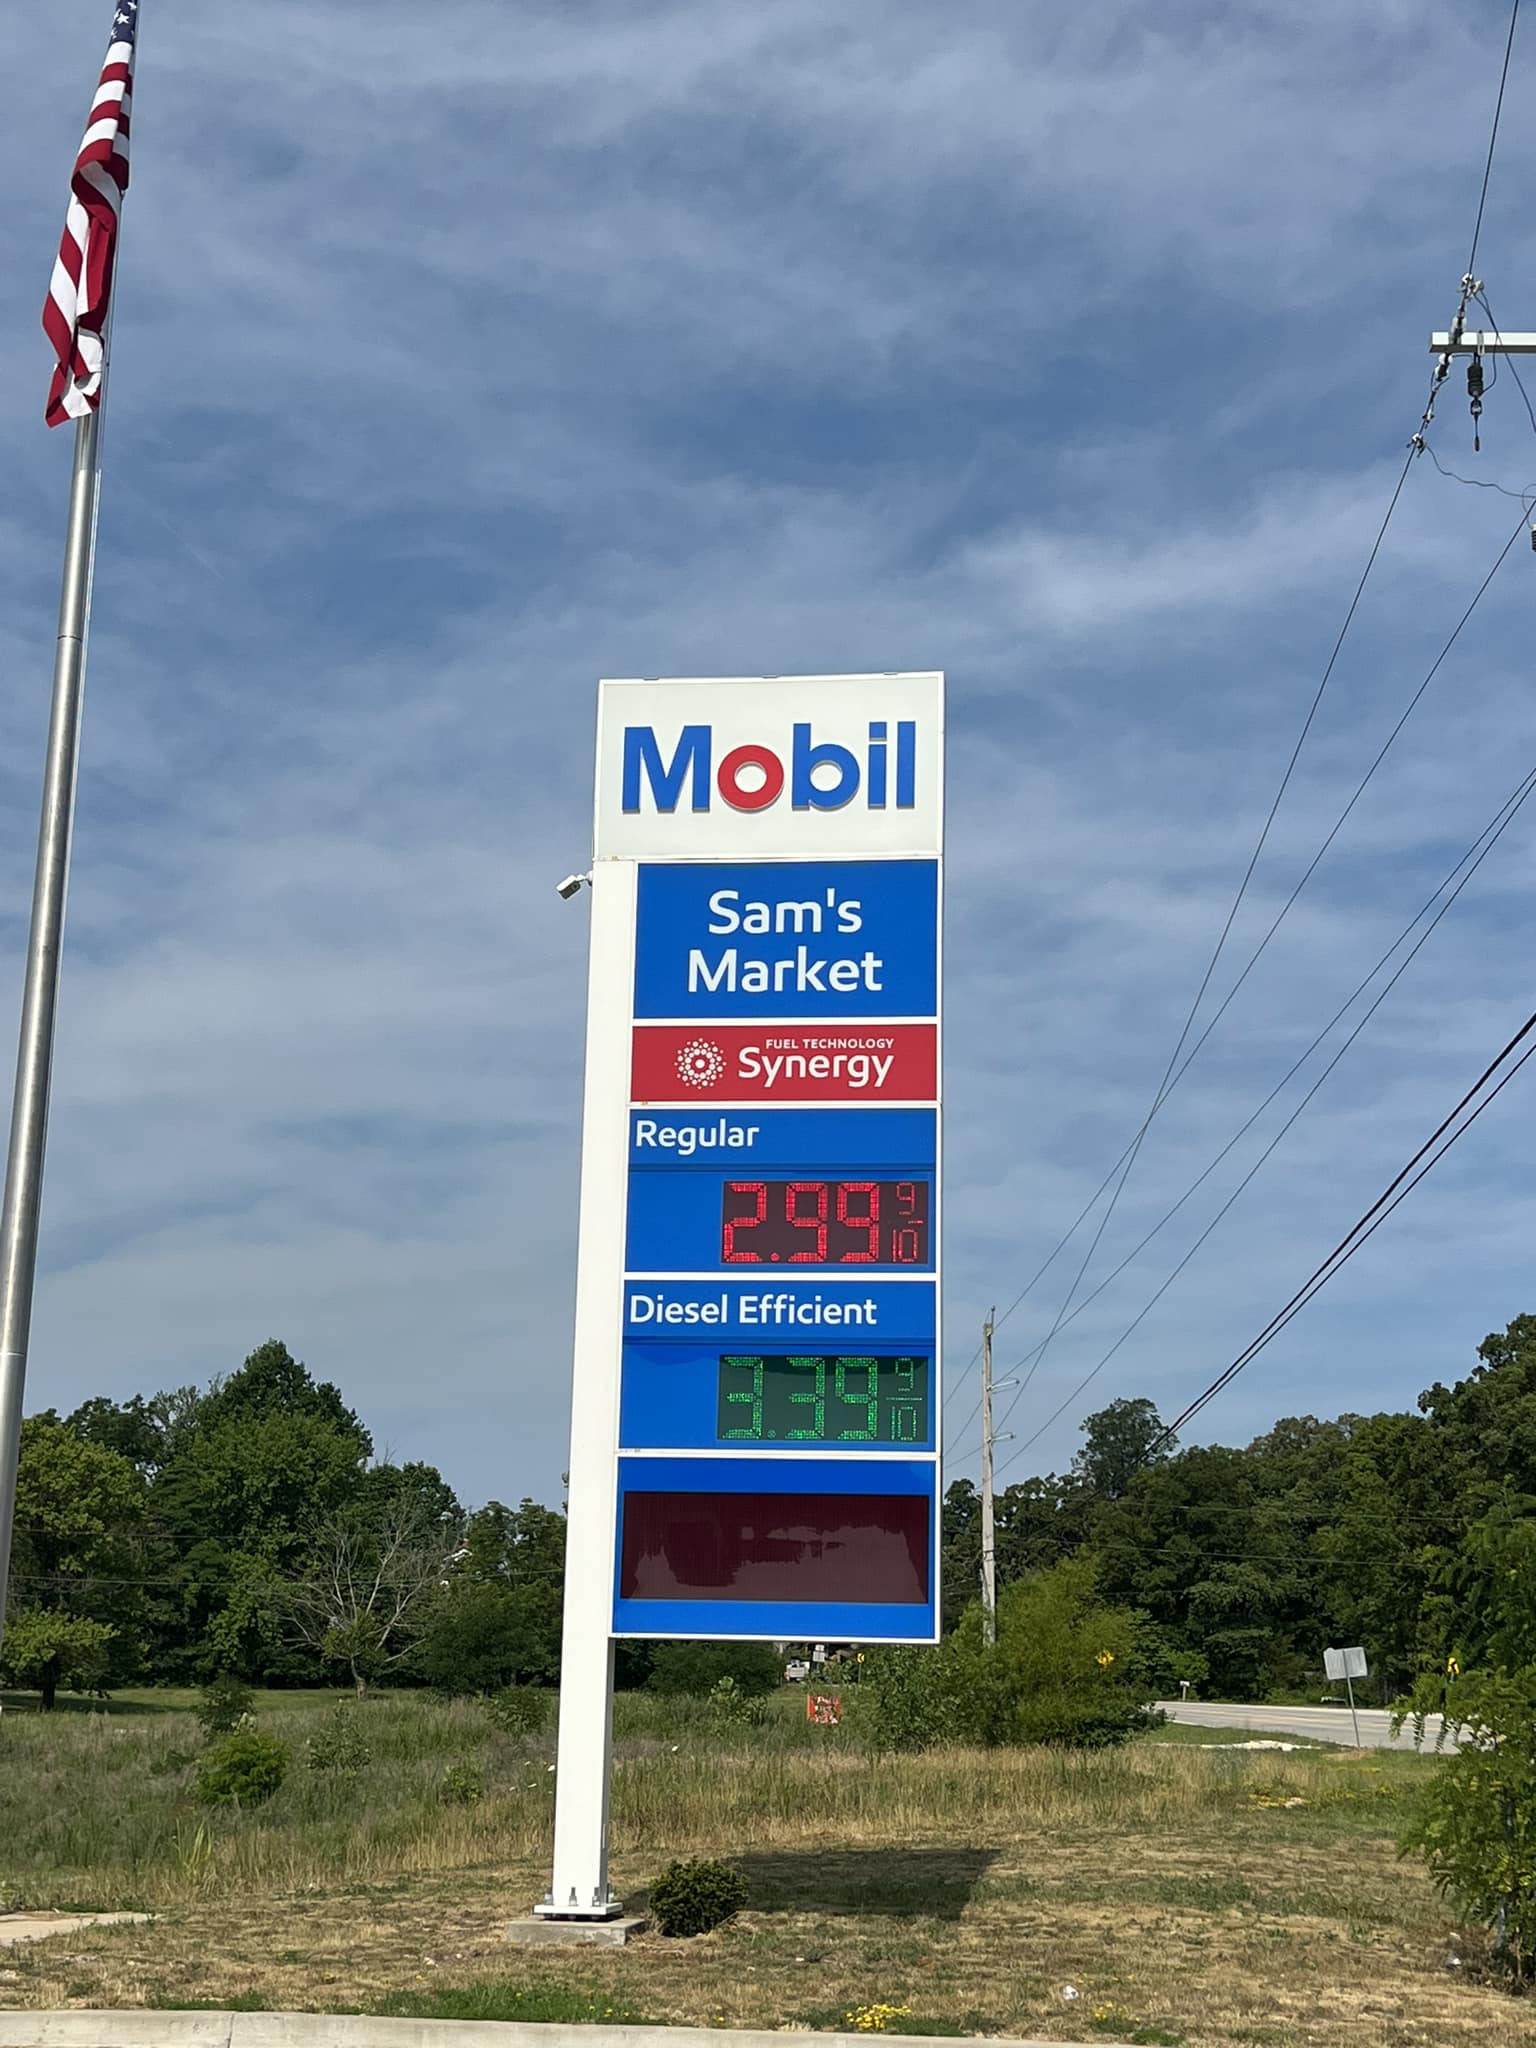 Mobil
Sam's
Market
FUEL TECHNOLOGY
Synergy
Regular
2.99 9/10
Diesel Efficient
3.39 9/10